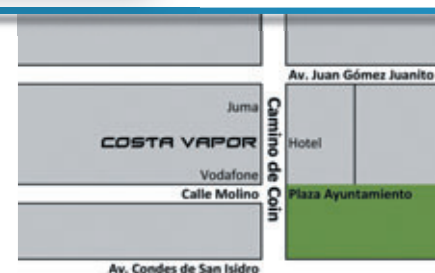 Av. Juan Gómez Juanito
Juma
COSTA VAPOR
Hotel
Camino de Coin
Vodafone
Calle Molino
Plaza Ayuntamiento
Av. Condes de San Isidro